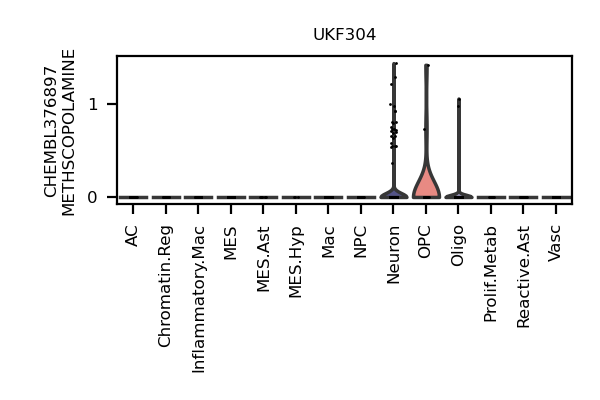 UKF304
CHEMBL376897
METHSCOPOLAMINE
1
0
AC
Chromatin.Reg
Inflammatory.Mac
MES
MES.Ast
MES.Hyp
Mac
NPC
Neuron
OPC
Oligo
Prolif.Metab
Reactive.Ast
Vasc